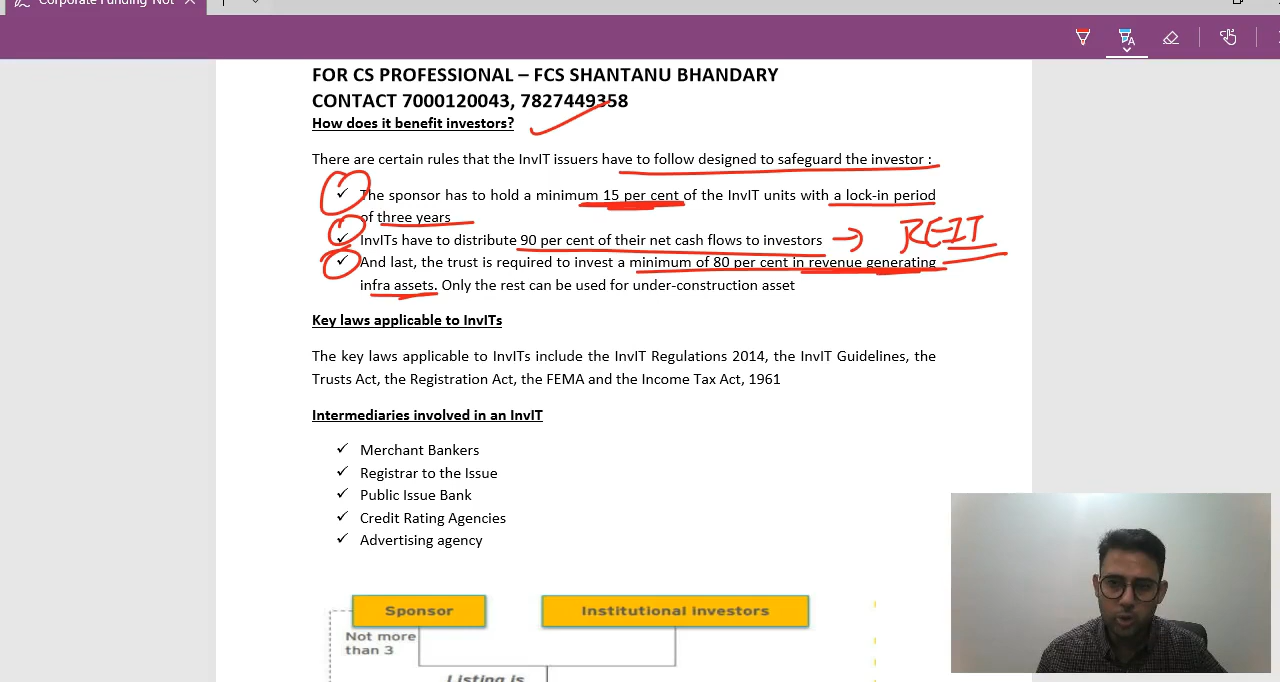 Corporate Funding Not
FOR CS PROFESSIONAL – FCS SHANTANU BHANDARY
CONTACT 7000120043, 7827449358
How does it benefit investors?
There are certain rules that the InvIT issuers have to follow designed to safeguard the investor :
The sponsor has to hold a minimum 15 per cent of the InvIT units with a lock-in period
of three years
InvITs have to distribute 90 per cent of their net cash flows to investors → REIT
And last, the trust is required to invest a minimum of 80 per cent in revenue generating
infra assets. Only the rest can be used for under-construction asset
Key laws applicable to InvITs
The key laws applicable to InvITs include the InvIT Regulations 2014, the InvIT Guidelines, the
Trusts Act, the Registration Act, the FEMA and the Income Tax Act, 1961
Intermediaries involved in an InvIT
Merchant Bankers
Registrar to the Issue
Public Issue Bank
Credit Rating Agencies
Advertising agency
Sponsor
Institutional investors
Not more
than 3
Listing is